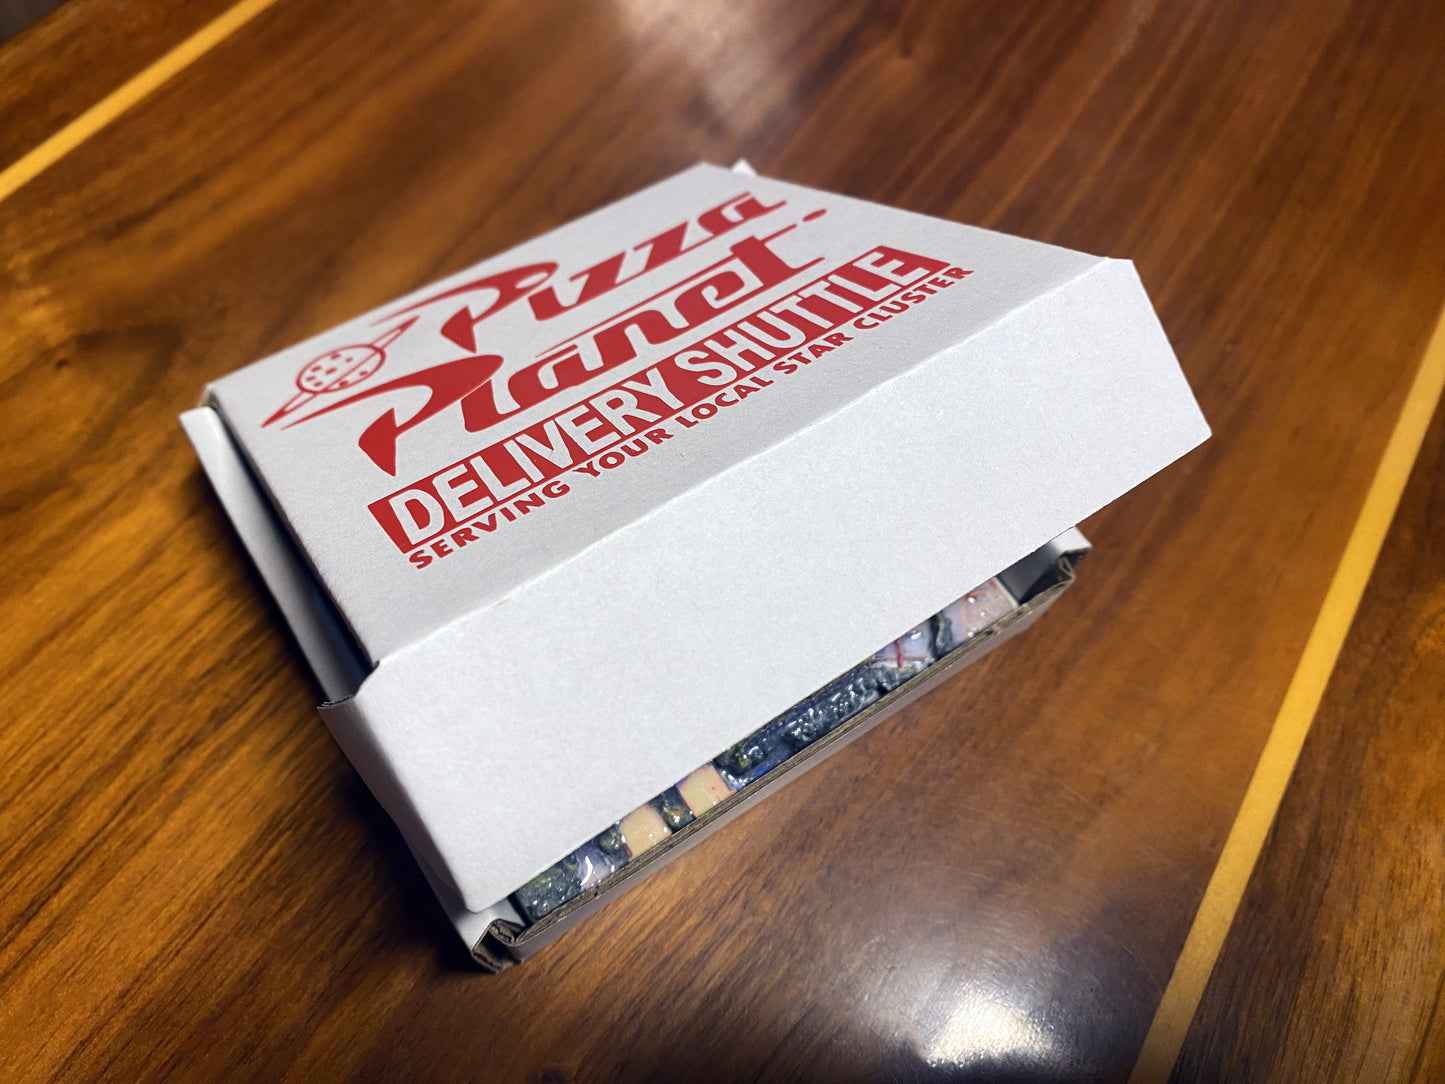 Pizza
Planet
DELIVERY SHUTTLE
SERVING YOUR LOCAL STAR CLUSTER